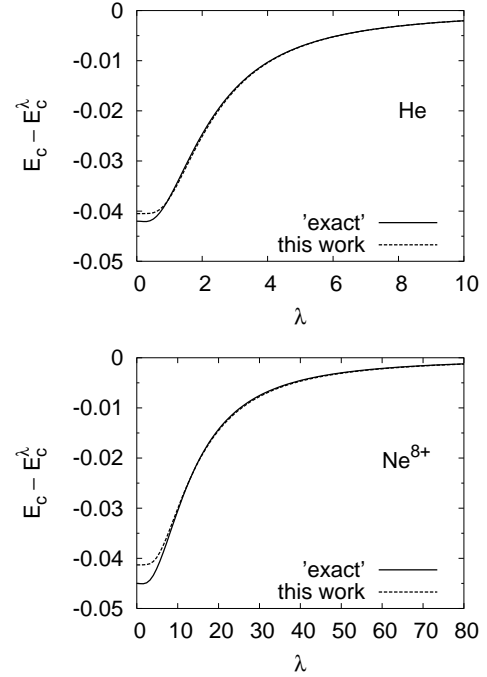 0
-0.01
-0.02
-0.03
-0.04
-0.05
E_c – E_c^λ
He
'exact'
this work
0 2 4 6 8 10
λ
0
-0.01
-0.02
-0.03
-0.04
-0.05
E_c – E_c^λ
Ne^8+
'exact'
this work
0 10 20 30 40 50 60 70 80
λ